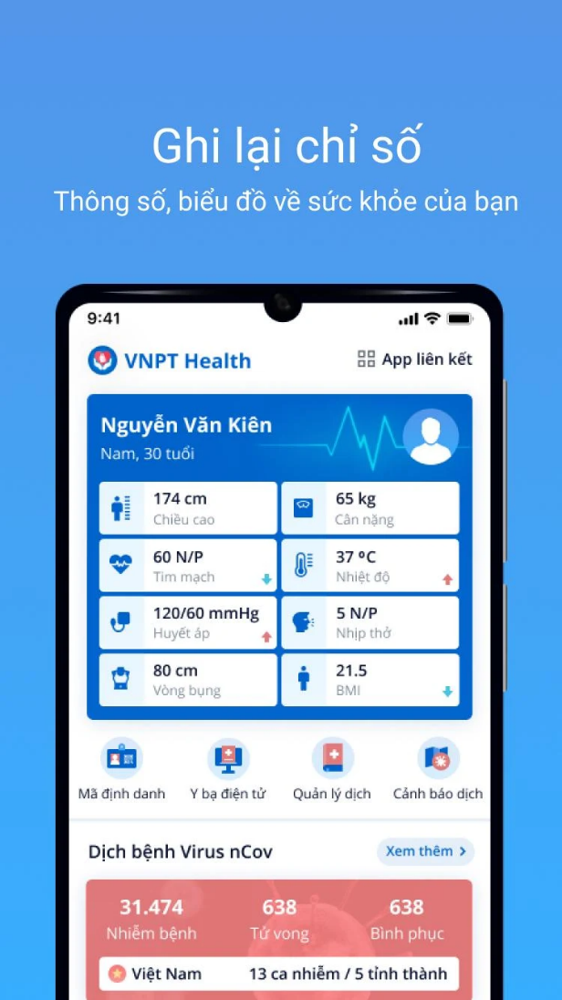 Ghi lại chỉ số
Thông số, biểu đồ về sức khỏe của bạn
9:41
VNPT Health
App liên kết
Nguyễn Văn Kiên
Nam, 30 tuổi
174 cm
Chiều cao
65 kg
Cân nặng
60 N/P
Tim mạch
37 ºC
Nhiệt độ
120/60 mmHg
Huyết áp
5 N/P
Nhịp thở
80 cm
Vòng bụng
21.5
BMI
Mã định danh
Y bạ điện tử
Quản lý dịch
Cảnh báo dịch
Dịch bệnh Virus nCov
Xem thêm >
31.474
Nhiễm bệnh
638
Tử vong
638
Bình phục
Việt Nam
13 ca nhiễm / 5 tỉnh thành